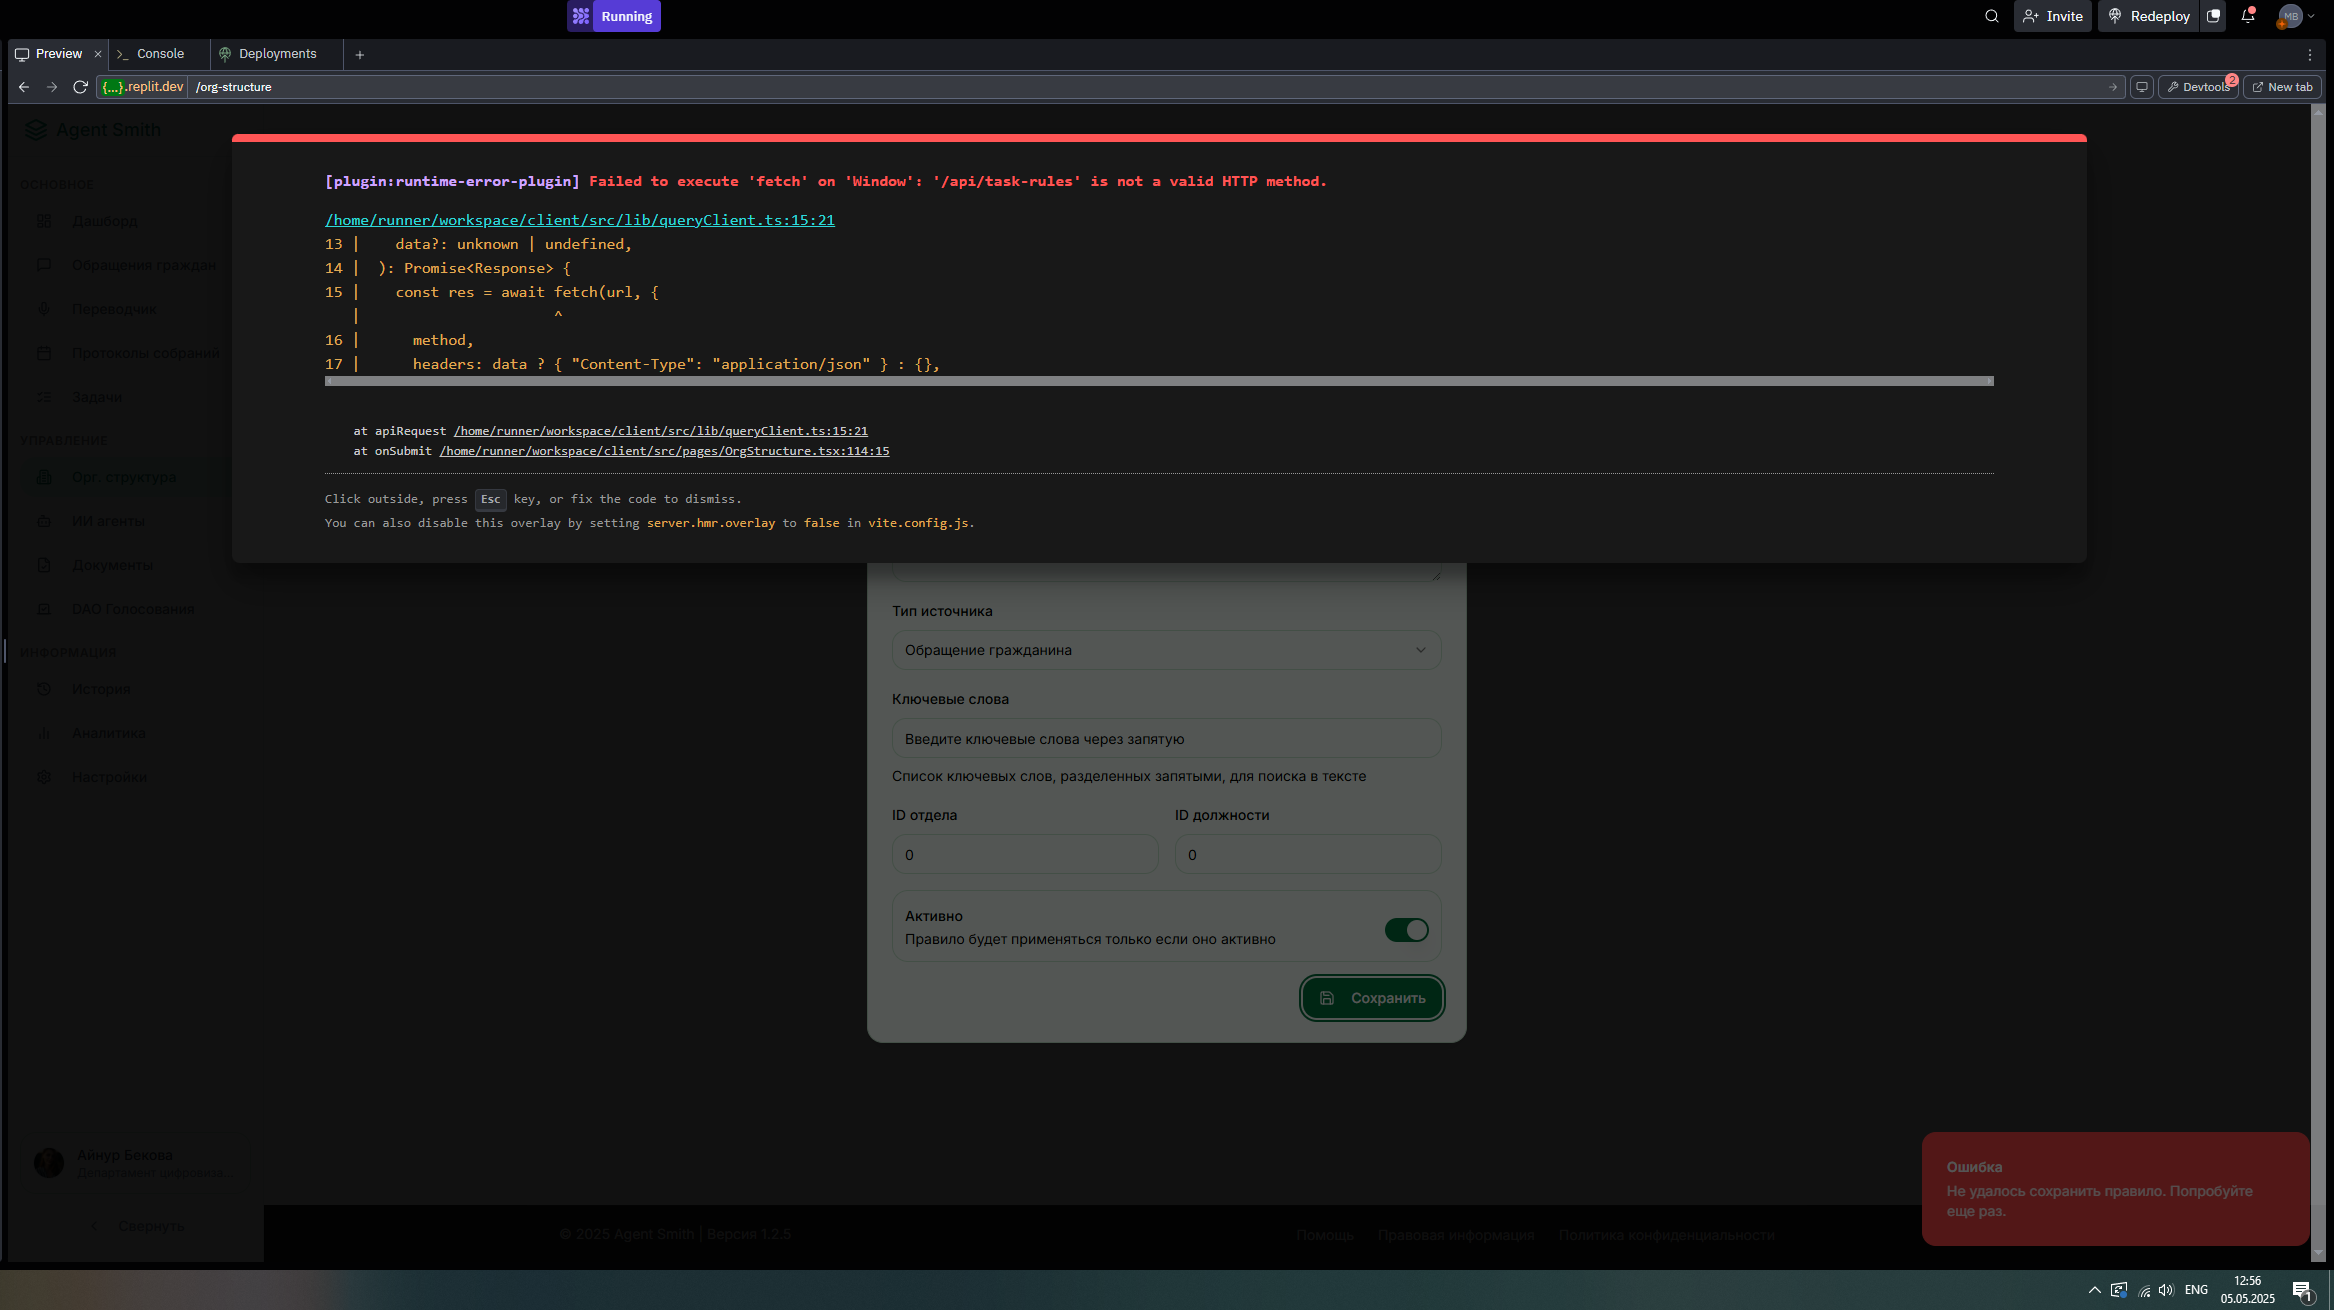 Running
Invite
Redeploy
MB
Preview
Console
Deployments
{...}.replit.dev /org-structure
Devtools 2
New tab
Agent Smith
ОСНОВНОЕ
Дашборд
Обращения граждан
Переводчик
Протоколы собраний
Задачи
УПРАВЛЕНИЕ
Орг. структура
ИИ агенты
Документы
DAO Голосования
ИНФОРМАЦИЯ
История
Аналитика
Настройки
Айнур Бекова
Департамент цифровиза...
Свернуть
[plugin:runtime-error-plugin] Failed to execute 'fetch' on 'Window': '/api/task-rules' is not a valid HTTP method.
/home/runner/workspace/client/src/lib/queryClient.ts:15:21
13 |    data?: unknown | undefined,
14 |  ): Promise<Response> {
15 |    const res = await fetch(url, {
   |                      ^
16 |      method,
17 |      headers: data ? { "Content-Type": "application/json" } : {},
at apiRequest /home/runner/workspace/client/src/lib/queryClient.ts:15:21
at onSubmit /home/runner/workspace/client/src/pages/OrgStructure.tsx:114:15
Click outside, press Esc key, or fix the code to dismiss.
You can also disable this overlay by setting server.hmr.overlay to false in vite.config.js.
Тип источника
Обращение гражданина
Ключевые слова
Введите ключевые слова через запятую
Список ключевых слов, разделенных запятыми, для поиска в тексте
ID отдела
ID должности
0
0
Активно
Правило будет применяться только если оно активно
Сохранить
Ошибка
Не удалось сохранить правило. Попробуйте
еще раз.
© 2025 Agent Smith | Версия 1.2.5
Помощь
Правовая информация
Политика конфиденциальности
ENG
12:56
05.05.2025
1